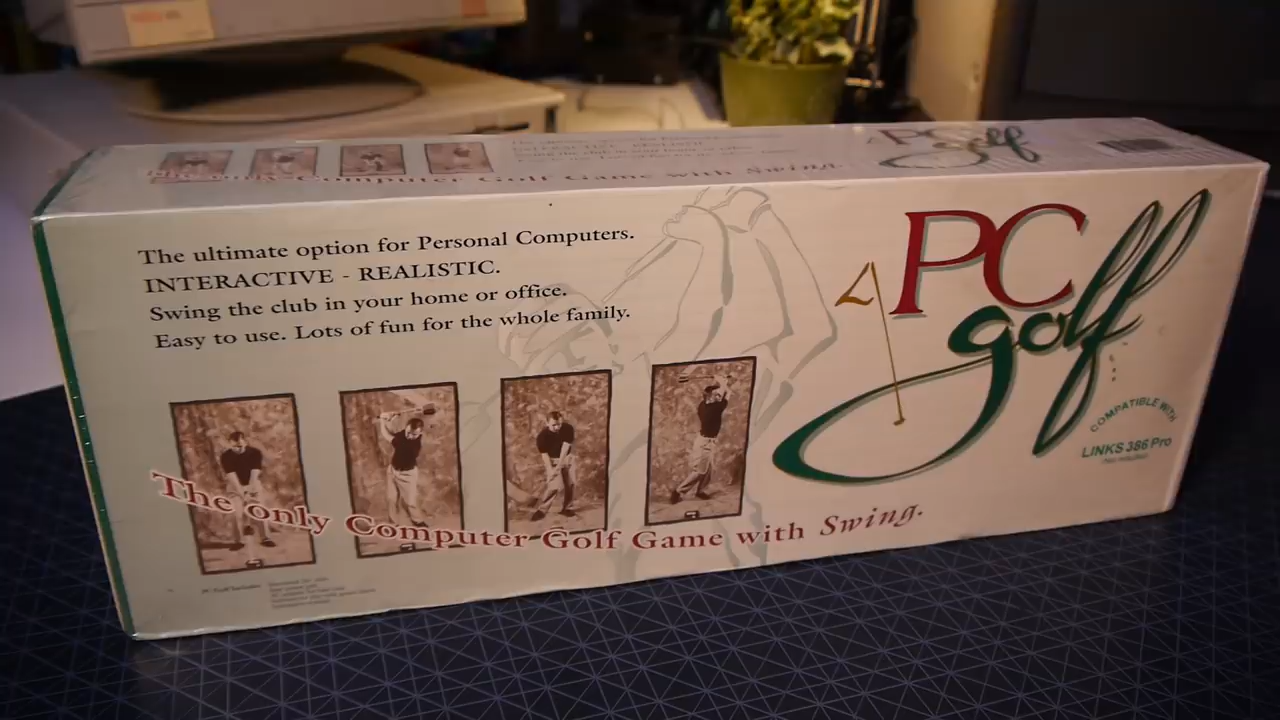 Computer Golf Game with Swing.
PC golf
The ultimate option for Personal Computers.
INTERACTIVE - REALISTIC.
Swing the club in your home or office.
Easy to use. Lots of fun for the whole family.
PC
golf
COMPATIBLE WITH
LINKS 386 Pro
The only Computer Golf Game with Swing.